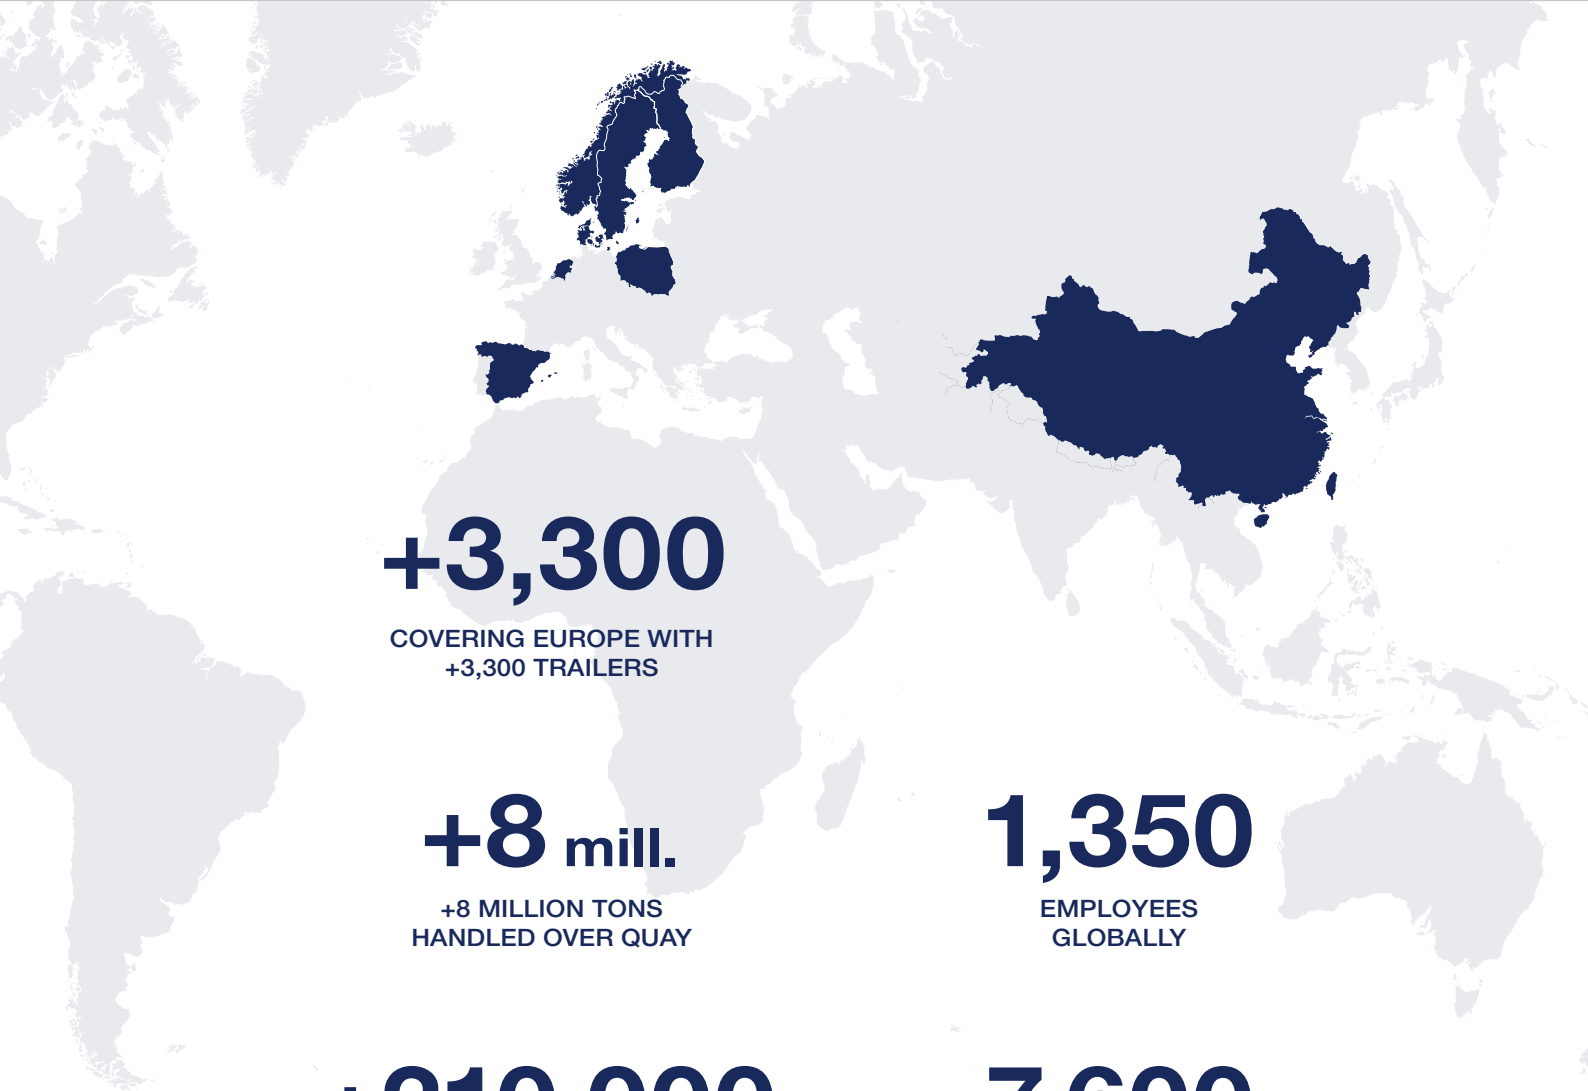 +3,300
COVERING EUROPE WITH
+3,300 TRAILERS
+8 mill.
+8 MILLION TONS
HANDLED OVER QUAY
1,350
EMPLOYEES
GLOBALLY